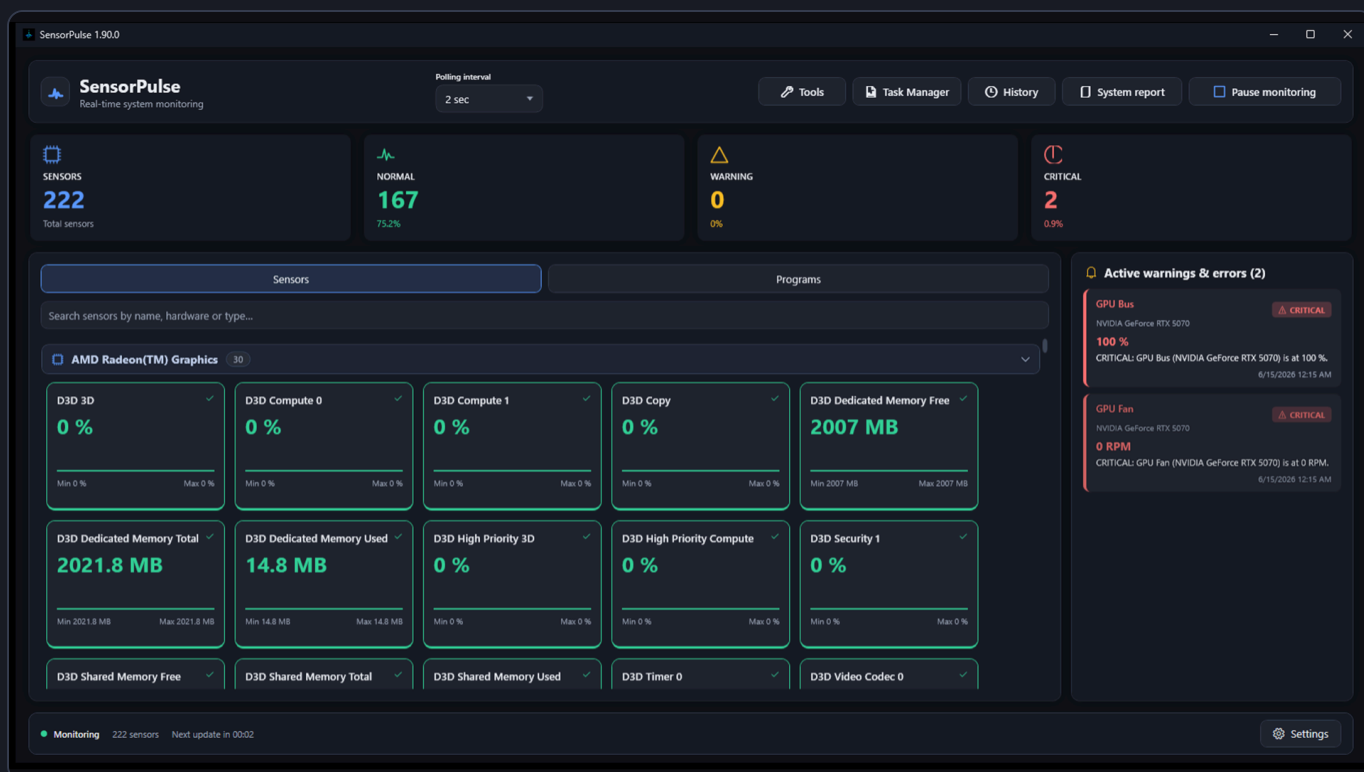 SensorPulse 1.90.0
SensorPulse
Real-time system monitoring
Polling interval
2 sec
Tools
Task Manager
History
System report
Pause monitoring
SENSORS
222
Total sensors
NORMAL
167
75.2%
WARNING
0
0%
CRITICAL
2
0.9%
Sensors
Programs
Search sensors by name, hardware or type...
AMD Radeon(TM) Graphics 30
D3D 3D
0 %
Min 0 % Max 0 %
D3D Compute 0
0 %
Min 0 % Max 0 %
D3D Compute 1
0 %
Min 0 % Max 0 %
D3D Copy
0 %
Min 0 % Max 0 %
D3D Dedicated Memory Free
2007 MB
Min 2007 MB Max 2007 MB
D3D Dedicated Memory Total
2021.8 MB
Min 2021.8 MB Max 2021.8 MB
D3D Dedicated Memory Used
14.8 MB
Min 14.8 MB Max 14.8 MB
D3D High Priority 3D
0 %
Min 0 % Max 0 %
D3D High Priority Compute
0 %
Min 0 % Max 0 %
D3D Security 1
0 %
Min 0 % Max 0 %
D3D Shared Memory Free
D3D Shared Memory Total
D3D Shared Memory Used
D3D Timer 0
D3D Video Codec 0
Active warnings & errors (2)
GPU Bus
CRITICAL
NVIDIA GeForce RTX 5070
100 %
CRITICAL: GPU Bus (NVIDIA GeForce RTX 5070) is at 100 %.
6/15/2026 12:15 AM
GPU Fan
CRITICAL
NVIDIA GeForce RTX 5070
0 RPM
CRITICAL: GPU Fan (NVIDIA GeForce RTX 5070) is at 0 RPM.
6/15/2026 12:15 AM
Monitoring 222 sensors Next update in 00:02
Settings